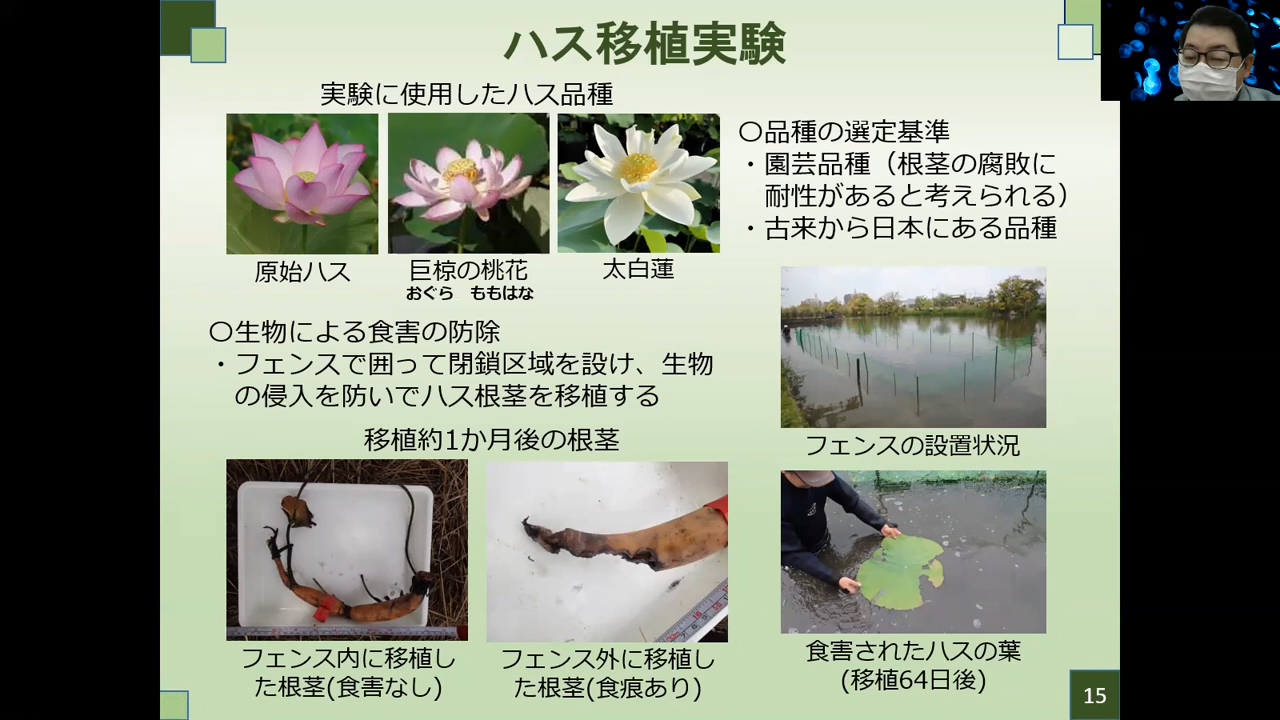 ハス移植実験
実験に使用したハス品種
原始ハス
巨椋の桃花
おぐら ももはな
太白蓮
〇品種の選定基準
・園芸品種（根茎の腐敗に
耐性があると考えられる）
・古来から日本にある品種
〇生物による食害の防除
・フェンスで囲って閉鎖区域を設け、生物
の侵入を防いでハス根茎を移植する
フェンスの設置状況
移植約1か月後の根茎
フェンス内に移植し
た根茎(食害なし)
フェンス外に移植し
た根茎(食痕あり)
食害されたハスの葉
(移植64日後)
15